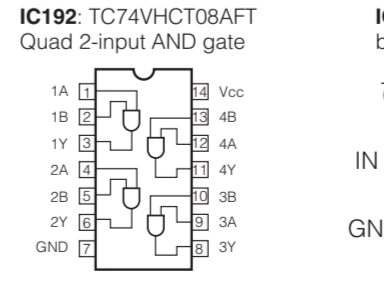 IC192: TC74VHCT08AFT
Quad 2-input AND gate
1A 1 14 Vcc
1B 2 13 4B
1Y 3 12 4A
2A 4 11 4Y
2B 5 10 3B
2Y 6 9 3A
GND 7 8 3Y
IN